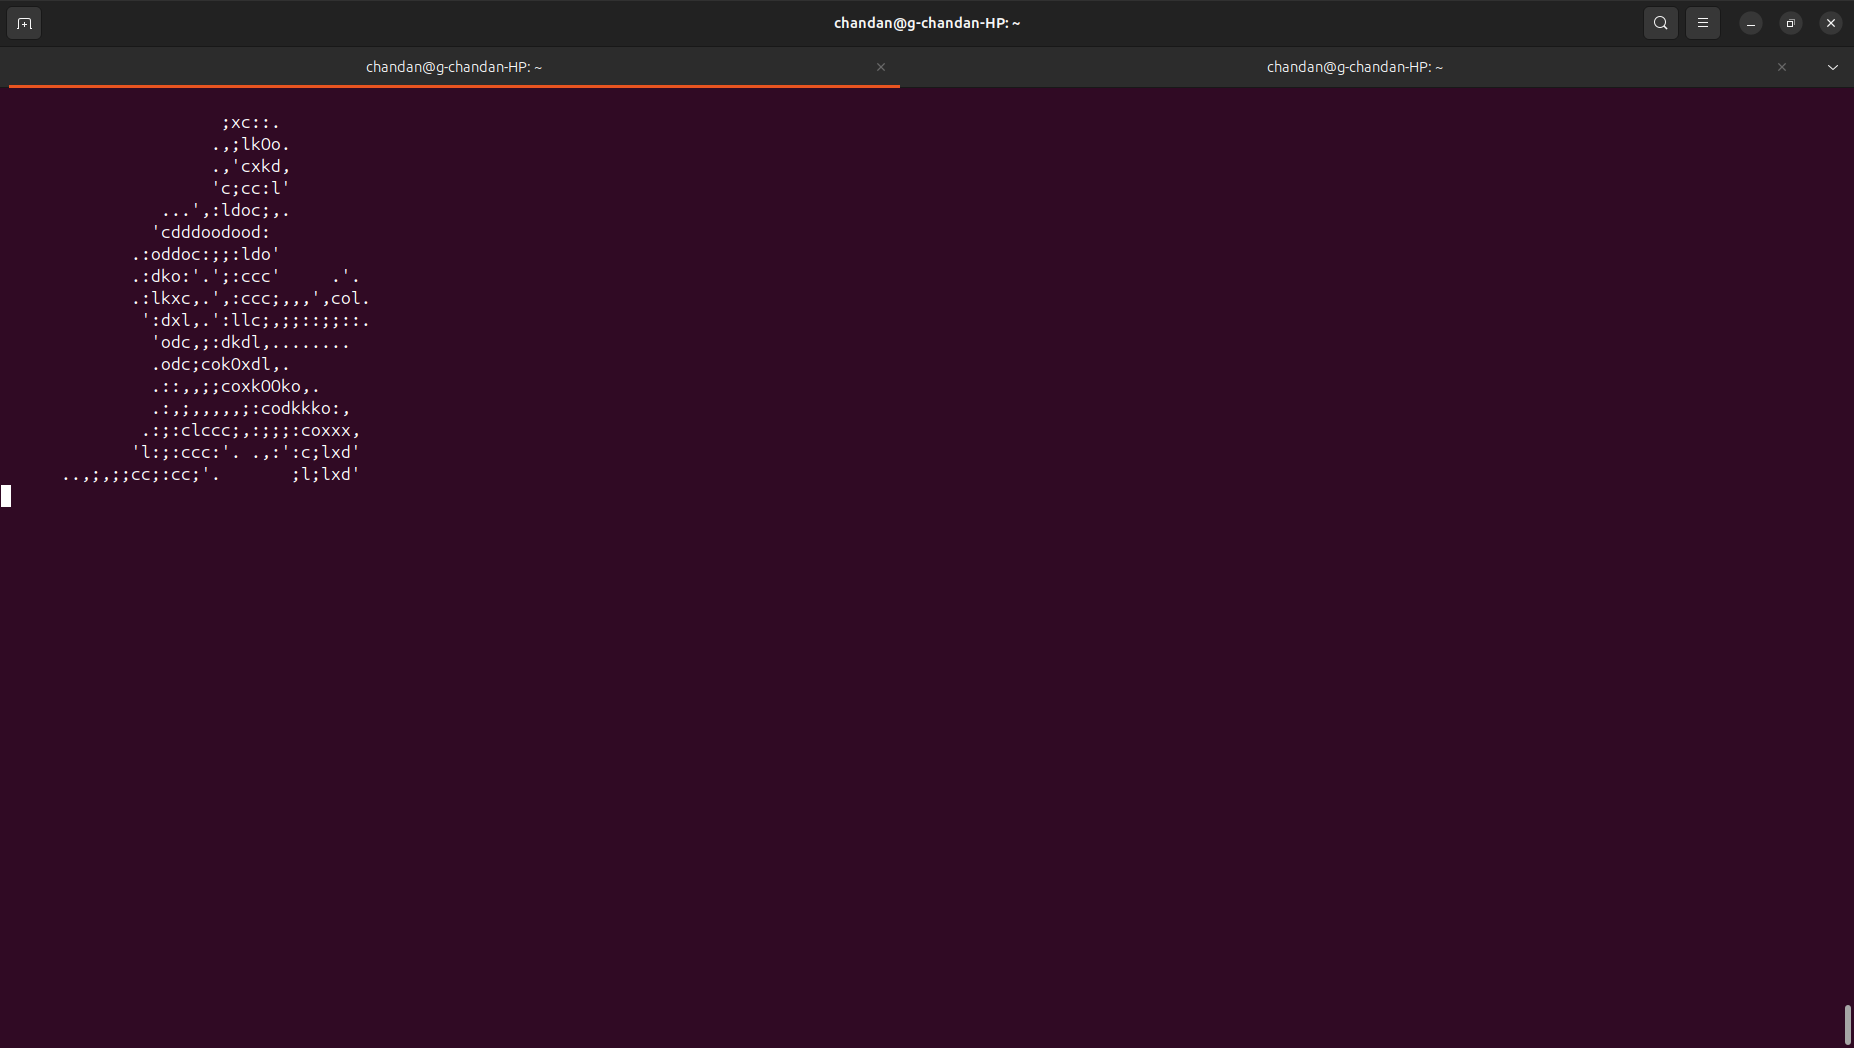 chandan@g-chandan-HP: ~
chandan@g-chandan-HP: ~
chandan@g-chandan-HP: ~
                      ;xc::.
                     .,;lkOo.
                     .,'cxkd,
                     'c;cc:l'
                ...',:ldoc;,.
               'cdddoodood:
             .:oddoc:;;:ldo'
             .:dko:'.';:ccc'     .'.
             .:lkxc,.',:ccc;,,,',col.
              ':dxl,.':llc;,;;::;;::.
               'odc,;:dkdl,........
               .odc;cokOxdl,.
               .::,,;;coxkOOko,.
               .:,;,,,,,;:codkkko:,
              .:;:clccc;,:;;;:coxxx,
             'l:;:ccc:'. .,:':c;lxd'
      ..,;,;;cc;:cc;'.       ;l;lxd'